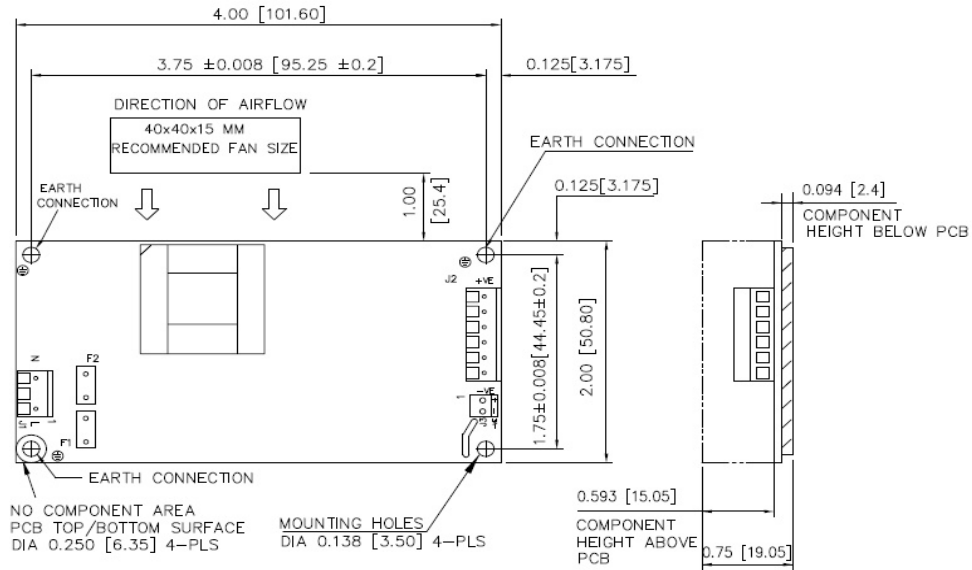 4.00 [101.60]
3.75 ±0.008 [95.25 ±0.2]
0.125[3.175]
DIRECTION OF AIRFLOW
40x40x15 MM
RECOMMENDED FAN SIZE
EARTH CONNECTION
EARTH
CONNECTION
1.00
[25.4]
0.125[3.175]
0.094 [2.4]
COMPONENT
HEIGHT BELOW PCB
J2
+VE
1.75±0.008[44.45±0.2]
2.00 [50.80]
N
F2
-VE
1
+
-
J3
J1
L
1
F1
EARTH CONNECTION
NO COMPONENT AREA
PCB TOP/BOTTOM SURFACE
DIA 0.250 [6.35] 4-PLS
MOUNTING HOLES
DIA 0.138 [3.50] 4-PLS
0.593 [15.05]
COMPONENT
HEIGHT ABOVE
PCB
0.75 [19.05]